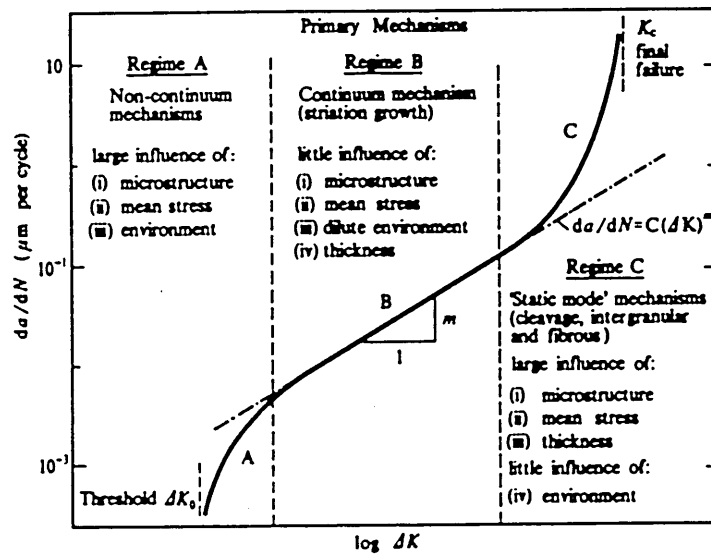 Primary Mechanisms
Regime A
Non-continuum
mechanisms
large influence of:
(i) microstructure
(ii) mean stress
(iii) environment
Regime B
Continuum mechanism
(striation growth)
little influence of:
(i) microstructure
(ii) mean stress
(iii) dilute environment
(iv) thickness
K_c
final
failure
C
da/dN=C(ΔK)^m
Regime C
'Static mode' mechanisms
(cleavage, intergranular
and fibrous)
large influence of:
(i) microstructure
(ii) mean stress
(iii) thickness
little influence of:
(iv) environment
B
m
1
A
Threshold ΔK₀
10
10⁻¹
10⁻³
da/dN (μm per cycle)
log ΔK